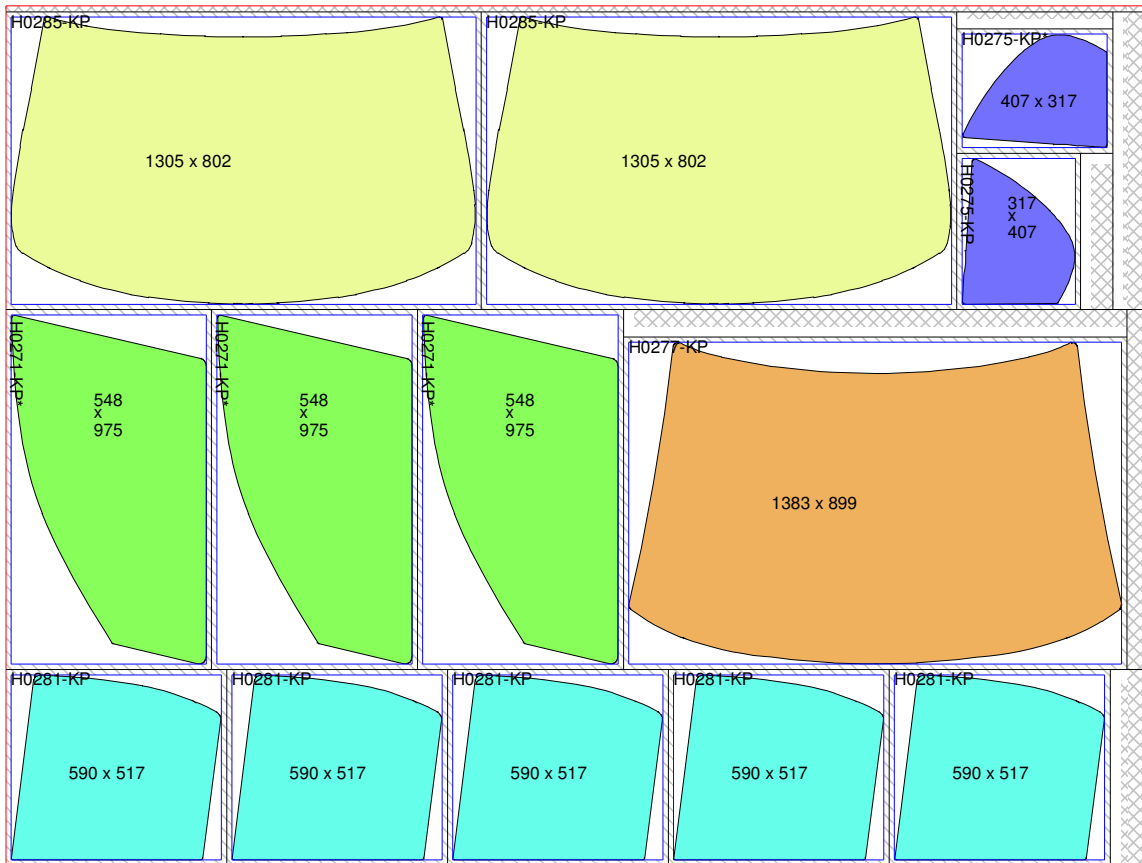 H0285-KP
H0285-KP
H0275-KP*
407 x 317
1305 x 802
1305 x 802
H0275-KP
317
x
407
H0271-KP*
H0271-KP*
H0271-KP*
H0277-KP
548
x
975
548
x
975
548
x
975
1383 x 899
H0281-KP
H0281-KP
H0281-KP
H0281-KP
H0281-KP
590 x 517
590 x 517
590 x 517
590 x 517
590 x 517